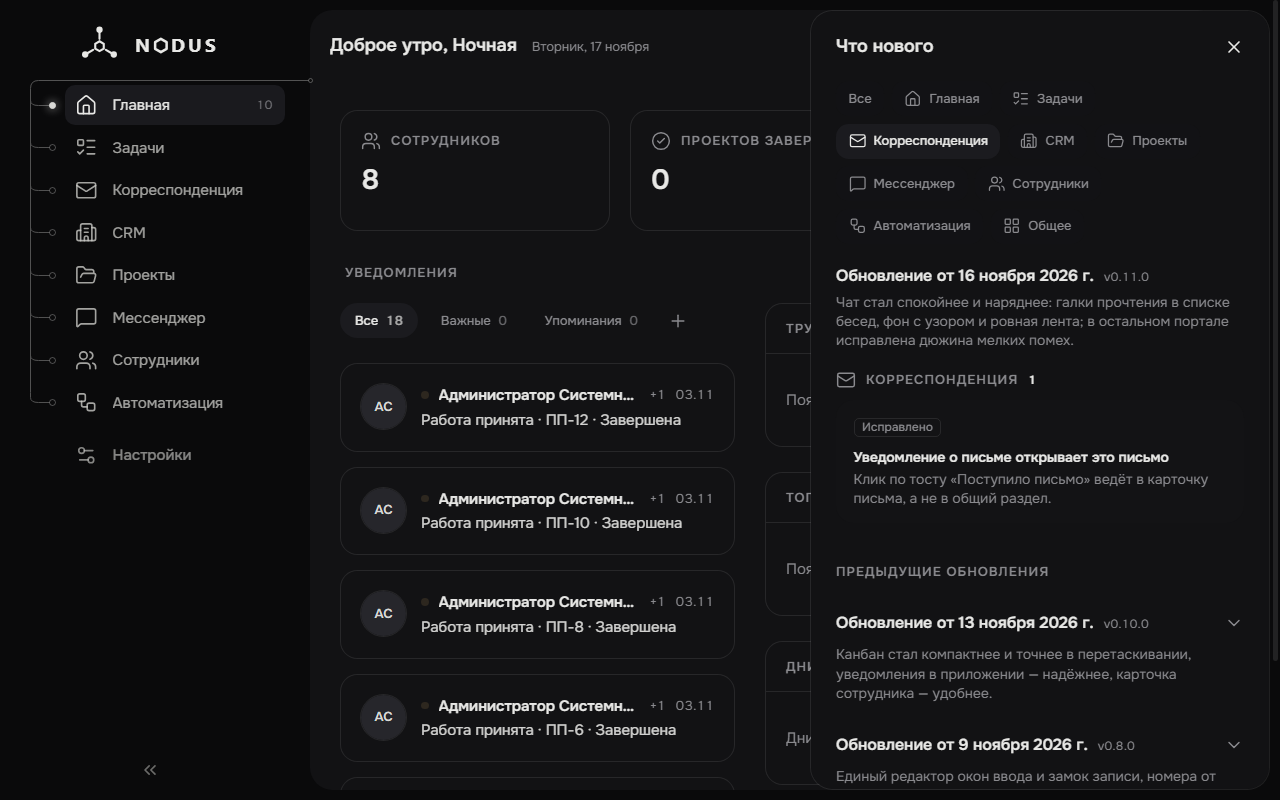 NODUS
Главная 10
Задачи
Корреспонденция
CRM
Проекты
Мессенджер
Сотрудники
Автоматизация
Настройки
Доброе утро, Ночная Вторник, 17 ноября
СОТРУДНИКОВ
8
ПРОЕКТОВ ЗАВЕР
0
УВЕДОМЛЕНИЯ
Все 18 Важные 0 Упоминания 0
АС
Администратор Системн... +1 03.11
Работа принята · ПП-12 · Завершена
АС
Администратор Системн... +1 03.11
Работа принята · ПП-10 · Завершена
АС
Администратор Системн... +1 03.11
Работа принята · ПП-8 · Завершена
АС
Администратор Системн... +1 03.11
Работа принята · ПП-6 · Завершена
ТРУ
Поя
ТОП
Поя
ДНИ
Дни
Что нового
Все Главная Задачи
Корреспонденция CRM Проекты
Мессенджер Сотрудники
Автоматизация Общее
Обновление от 16 ноября 2026 г. v0.11.0
Чат стал спокойнее и наряднее: галки прочтения в списке
бесед, фон с узором и ровная лента; в остальном портале
исправлена дюжина мелких помех.
КОРРЕСПОНДЕНЦИЯ 1
Исправлено
Уведомление о письме открывает это письмо
Клик по тосту «Поступило письмо» ведёт в карточку
письма, а не в общий раздел.
ПРЕДЫДУЩИЕ ОБНОВЛЕНИЯ
Обновление от 13 ноября 2026 г. v0.10.0
Канбан стал компактнее и точнее в перетаскивании,
уведомления в приложении — надёжнее, карточка
сотрудника — удобнее.
Обновление от 9 ноября 2026 г. v0.8.0
Единый редактор окон ввода и замок записи, номера от